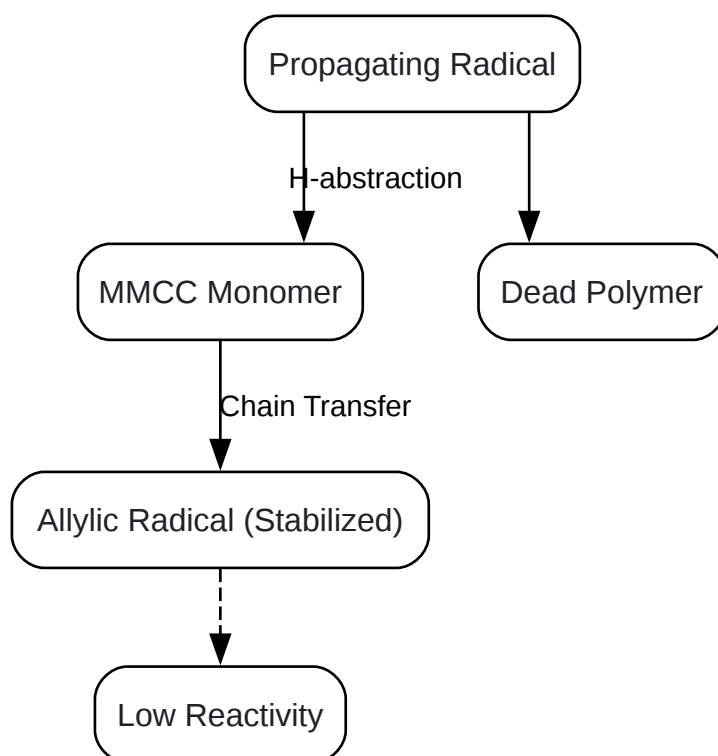 Propagating Radical
H-abstraction
MMCC Monomer
Dead Polymer
Chain Transfer
Allylic Radical (Stabilized)
Low Reactivity